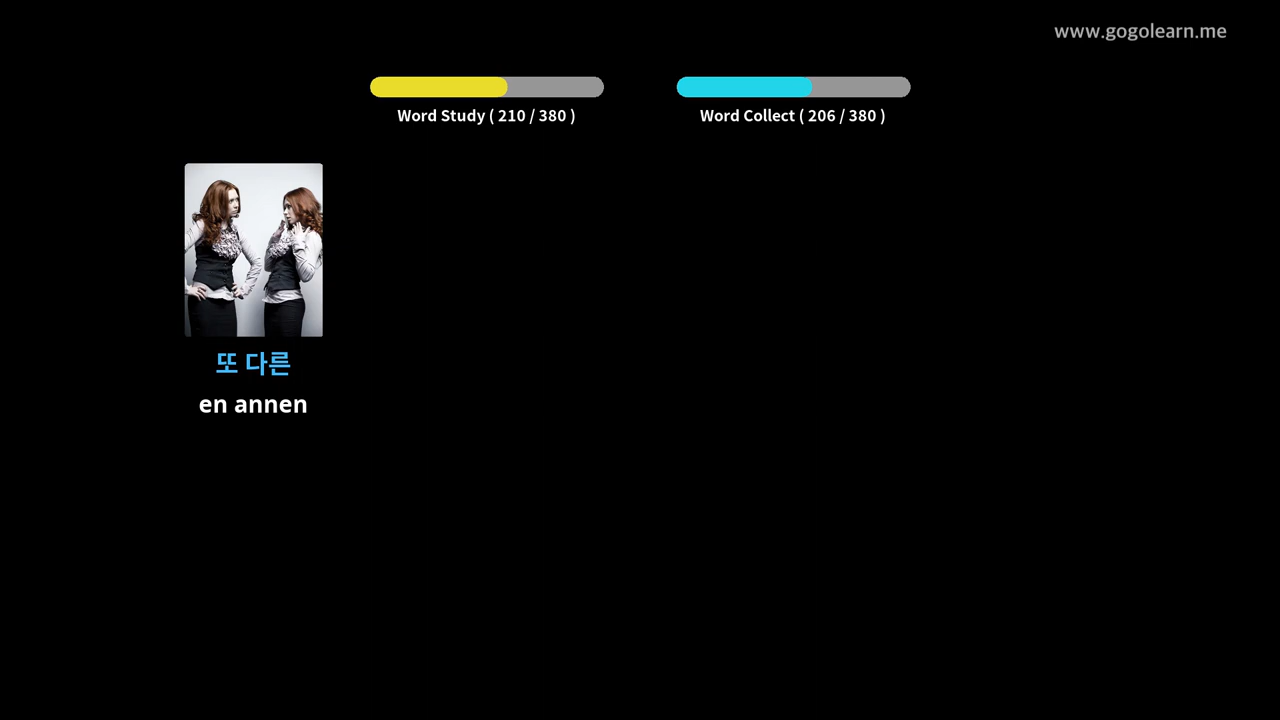 www.gogolearn.me
Word Study ( 210 / 380 )
Word Collect ( 206 / 380 )
또 다른
en annen